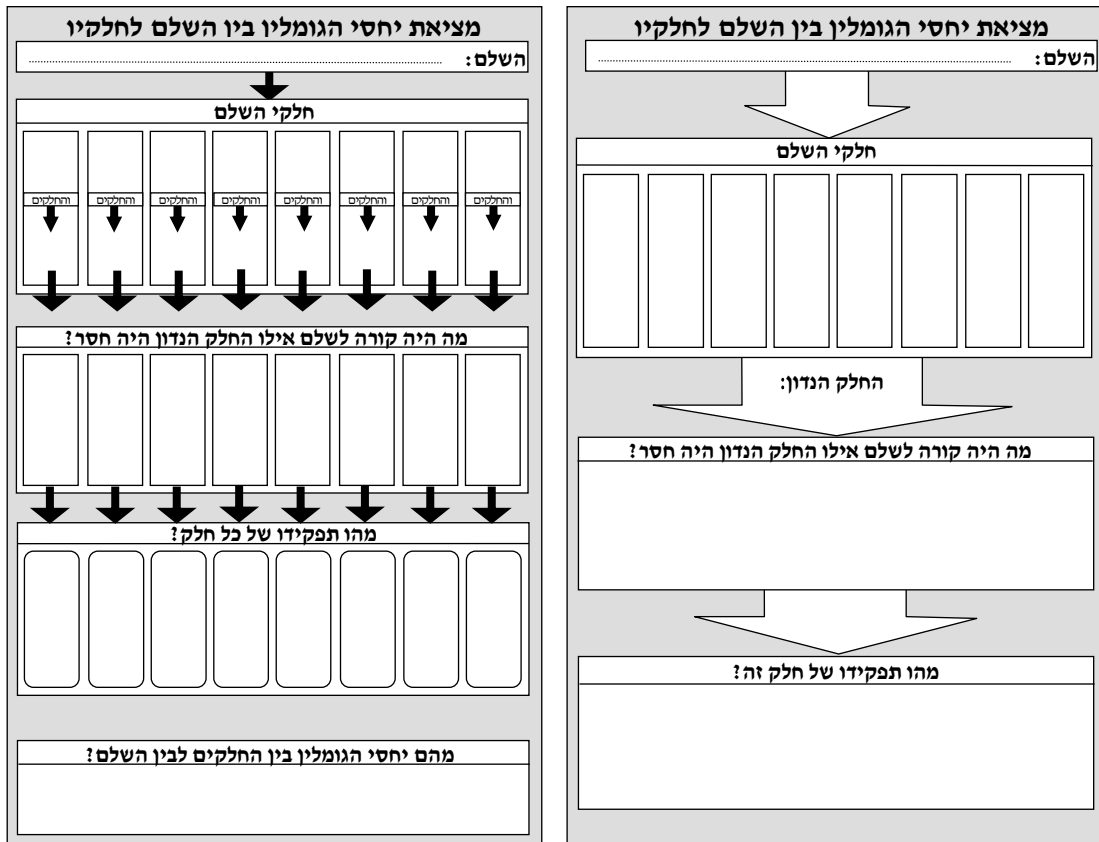 מציאת יחסי הגומלין בין השלם לחלקיו
השלם:
חלקי השלם
החלק הנדון:
מה היה קורה לשלם אילו החלק הנדון היה חסר?
מהו תפקידו של חלק זה?
מציאת יחסי הגומלין בין השלם לחלקיו
השלם:
חלקי השלם
והחלקים והחלקים והחלקים והחלקים והחלקים והחלקים והחלקים והחלקים
מה היה קורה לשלם אילו החלק הנדון היה חסר?
מהו תפקידו של כל חלק?
מהם יחסי הגומלין בין החלקים לבין השלם?